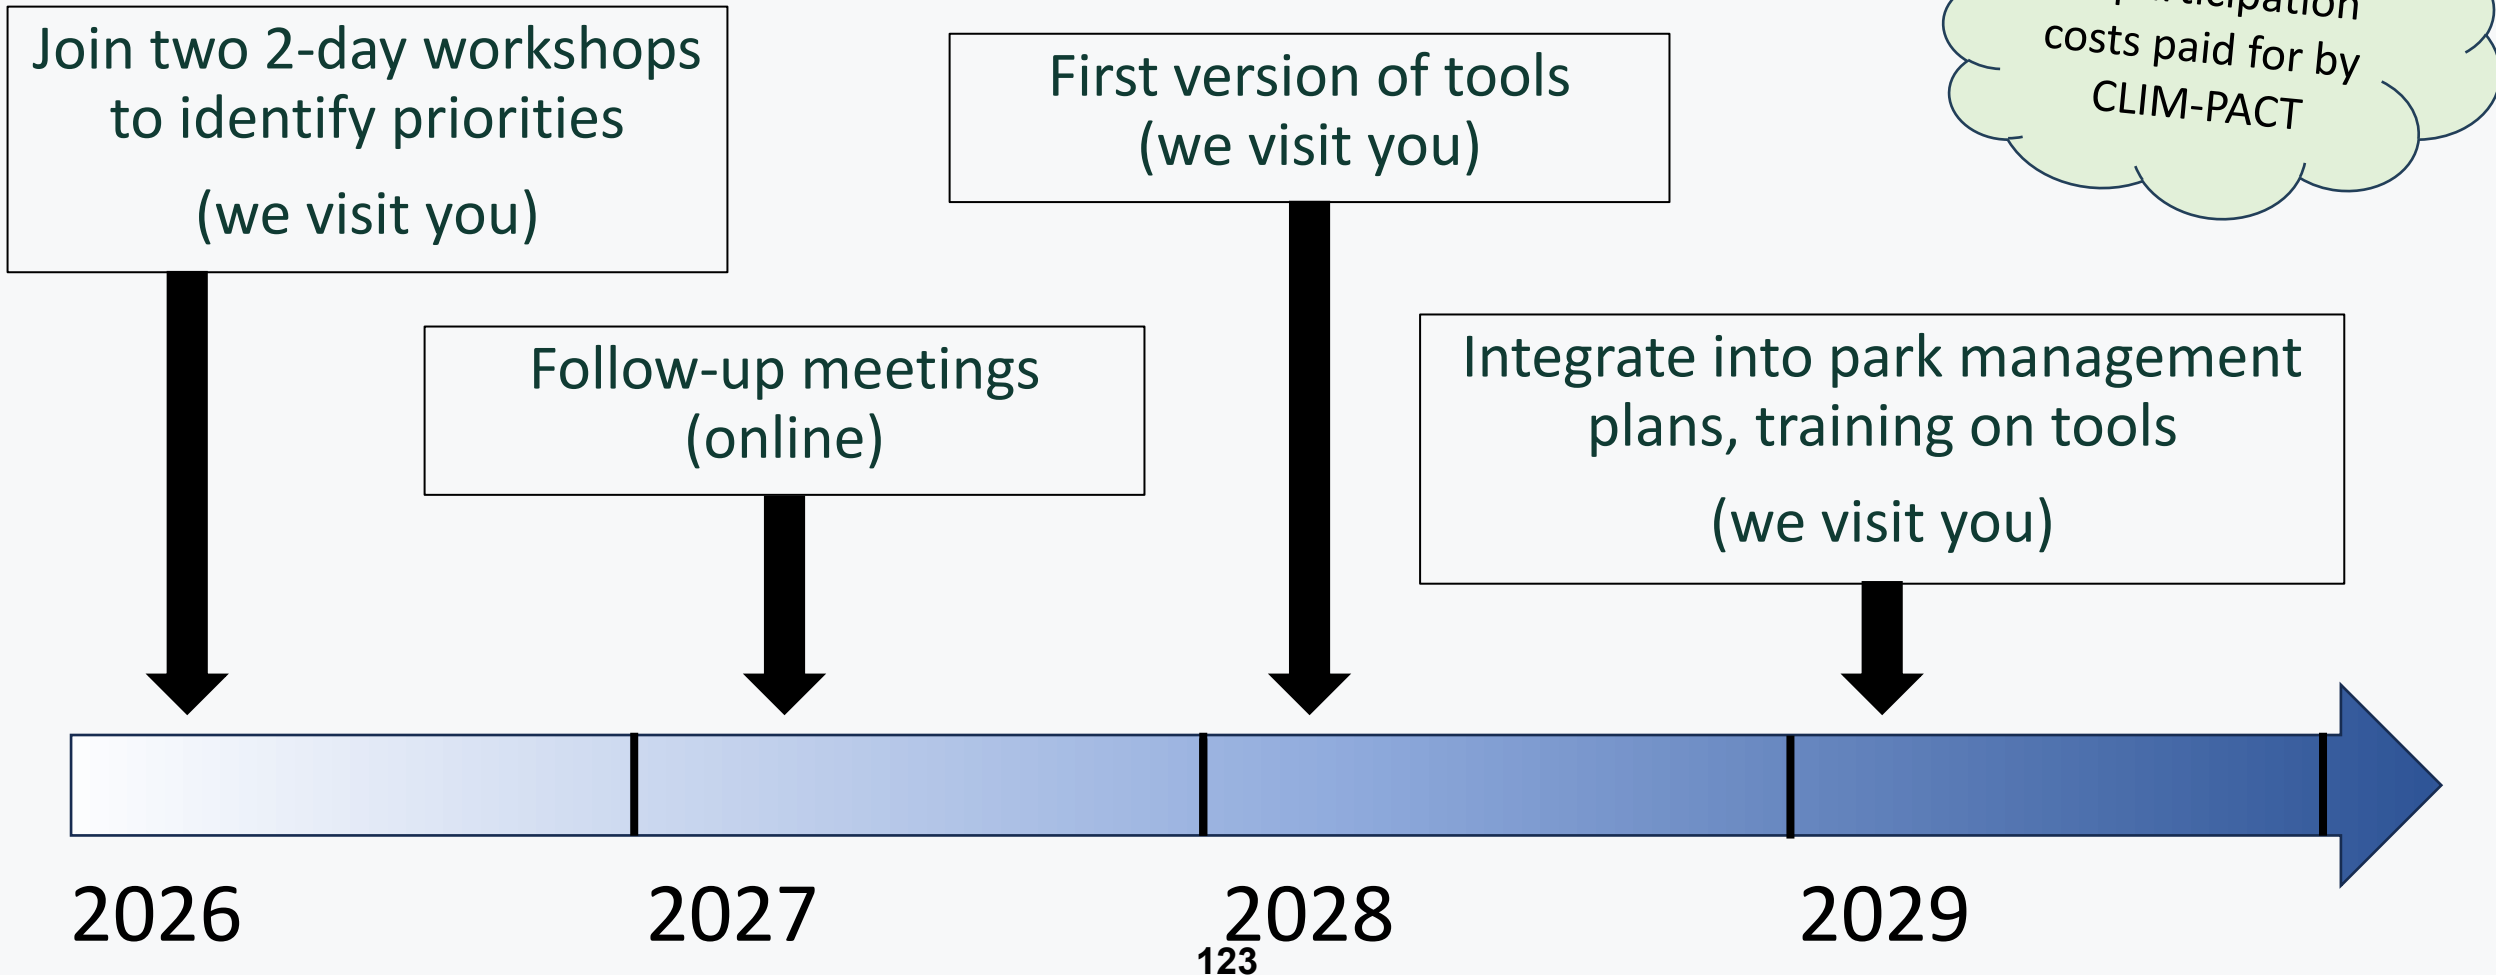 Join two 2-day workshops
to identify priorities
(we visit you)
First version of tools
(we visit you)
costs paid for by
CLIM-PACT
Follow-up meetings
(online)
Integrate into park management
plans, training on tools
(we visit you)
2026
2027
2028
2029
123